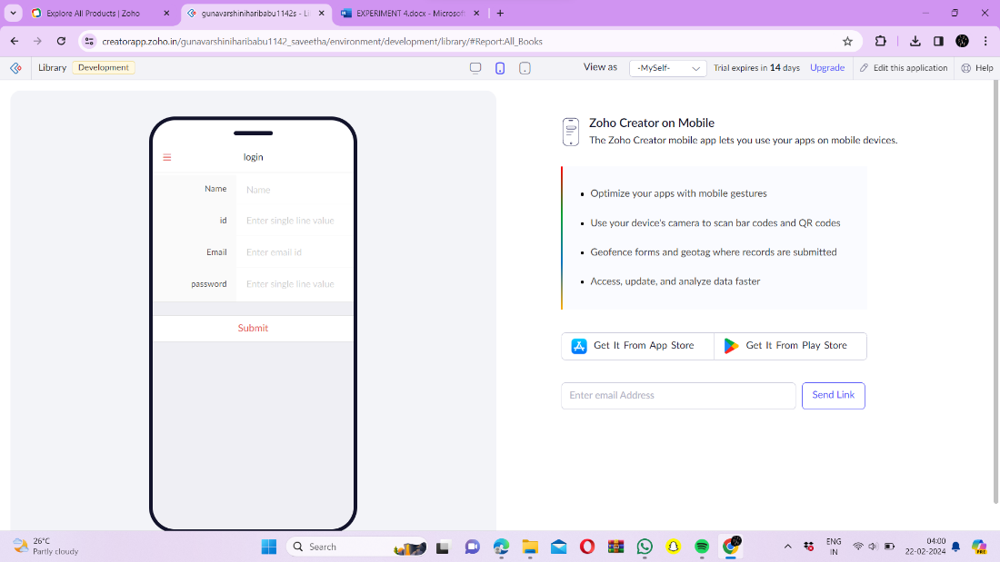 Explore All Products | Zoho
gunavarshiniharibabu1142s - Li
EXPERIMENT 4.docx - Microsoft
creatorapp.zoho.in/gunavarshiniharibabu1142_saveetha/environment/development/library/#Report:All_Books
Library
Development
View as
-MySelf-
Trial expires in 14 days
Upgrade
Edit this application
Help
login
Name
Name
id
Enter single line value
Email
Enter email id
password
Enter single line value
Submit
Zoho Creator on Mobile
The Zoho Creator mobile app lets you use your apps on mobile devices.
• Optimize your apps with mobile gestures
• Use your device's camera to scan bar codes and QR codes
• Geofence forms and geotag where records are submitted
• Access, update, and analyze data faster
Get It From App Store
Get It From Play Store
Enter email Address
Send Link
26°C
Partly cloudy
Search
ENG
IN
04:00
22-02-2024
PRE